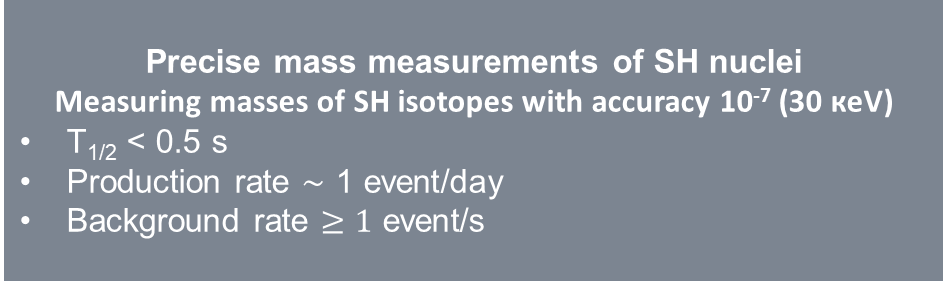 Precise mass measurements of SH nuclei
Measuring masses of SH isotopes with accuracy 10⁻⁷ (30 кeV)
• T₁/₂ < 0.5 s
• Production rate ~ 1 event/day
• Background rate ≥ 1 event/s